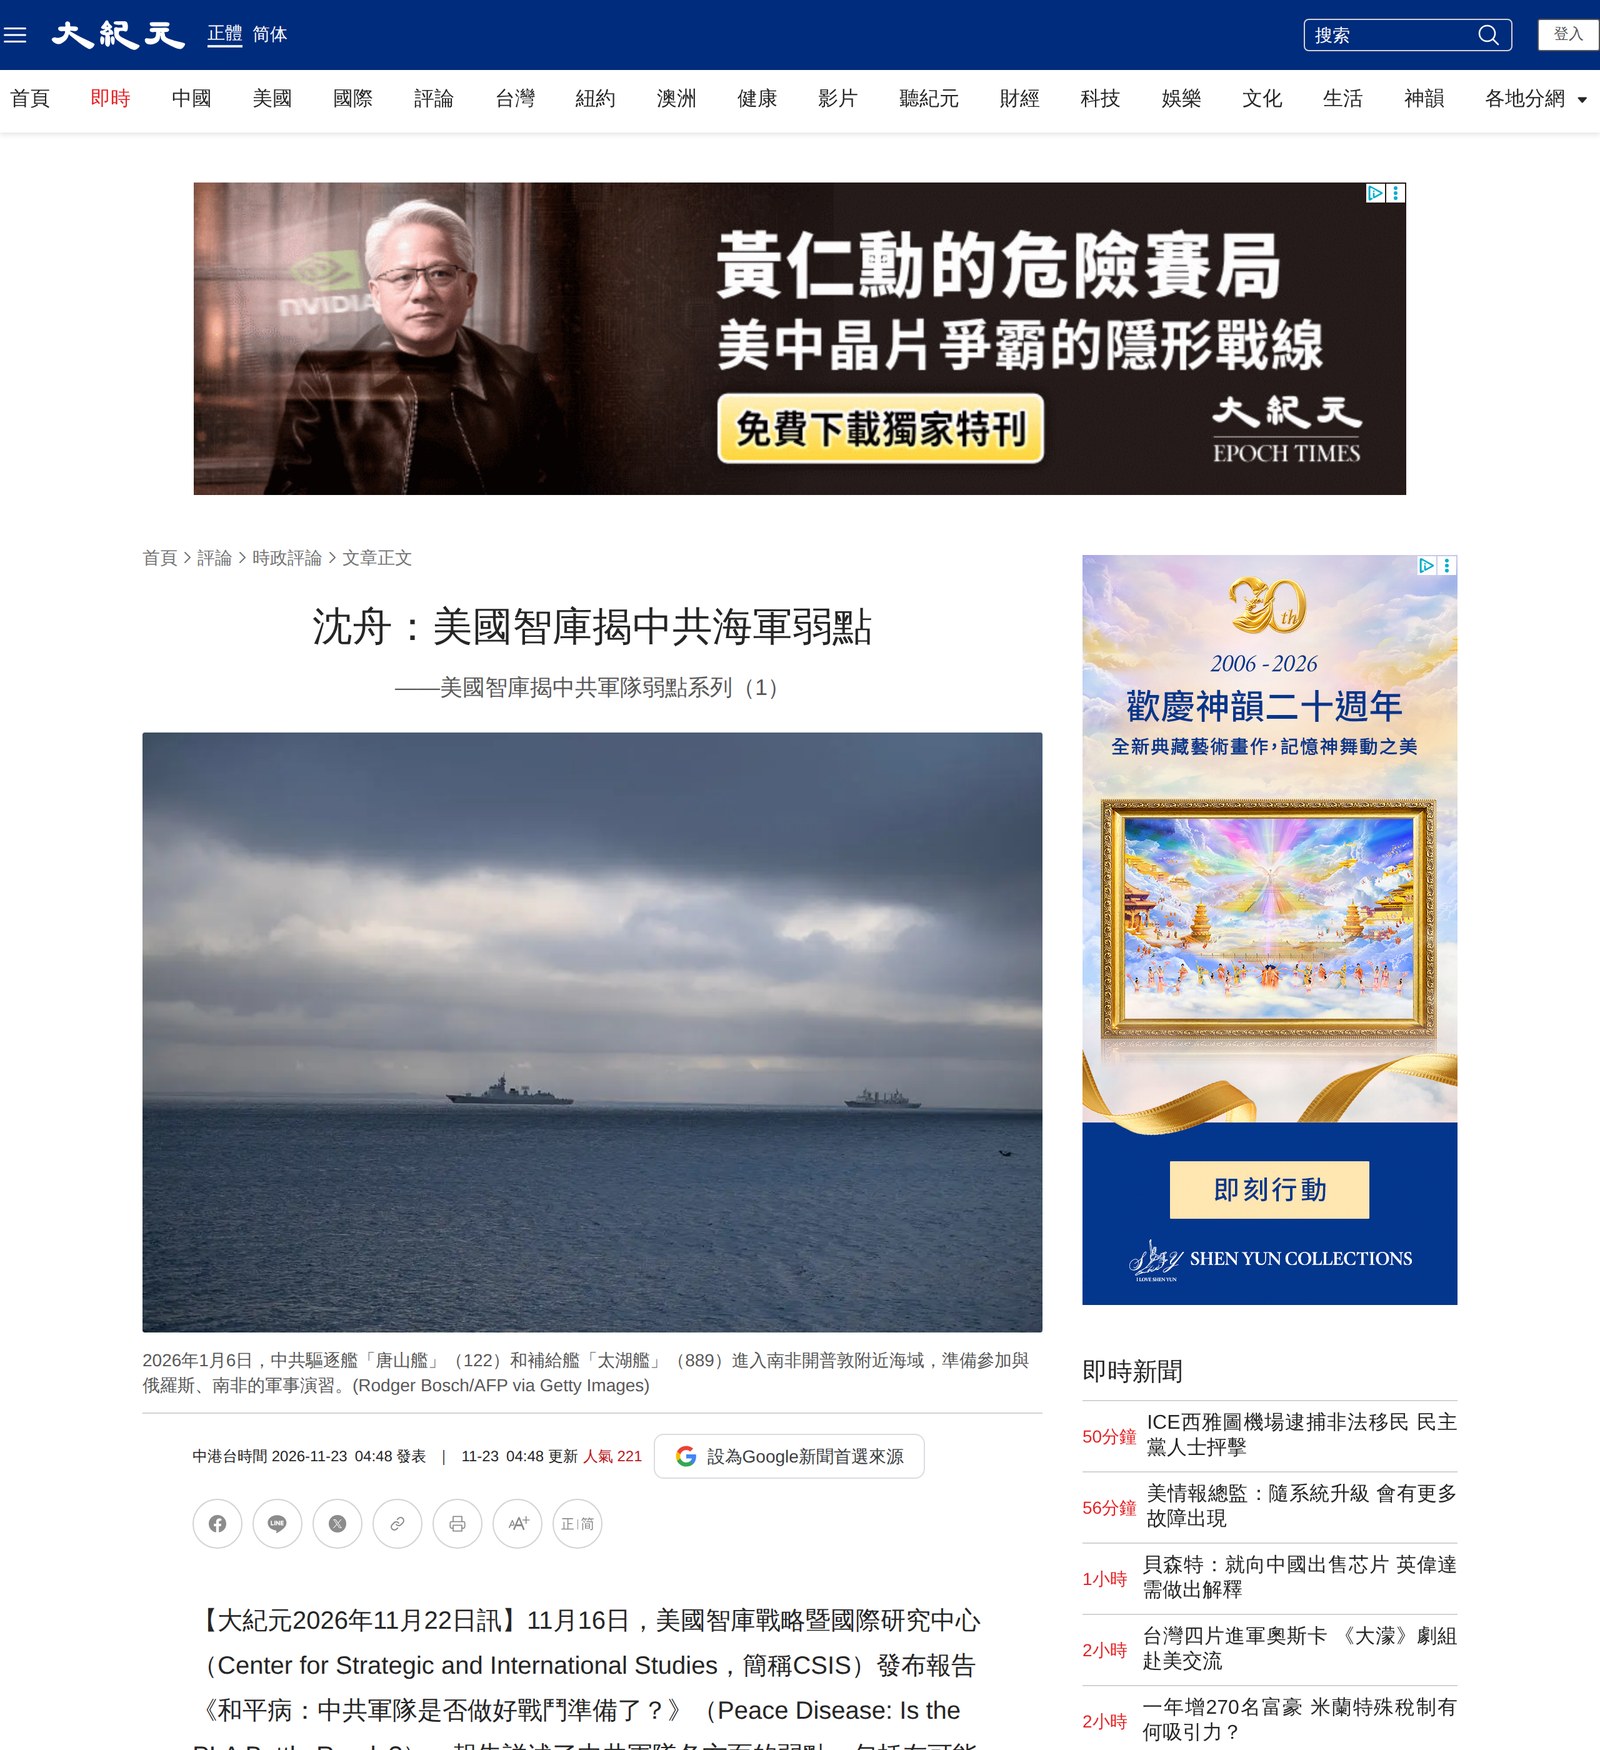 大紀元 正體 简体 搜索 登入
首頁 即時 中國 美國 國際 評論 台灣 紐約 澳洲 健康 影片 聽紀元 財經 科技 娛樂 文化 生活 神韻 各地分網
NVIDIA
黃仁勳的危險賽局
美中晶片爭霸的隱形戰線
免費下載獨家特刊
大紀元
EPOCH TIMES
首頁 > 評論 > 時政評論 > 文章正文
沈舟：美國智庫揭中共海軍弱點
——美國智庫揭中共軍隊弱點系列（1）
2026年1月6日，中共驅逐艦「唐山艦」（122）和補給艦「太湖艦」（889）進入南非開普敦附近海域，準備參加與
俄羅斯、南非的軍事演習。(Rodger Bosch/AFP via Getty Images)
中港台時間 2026-11-23 04:48 發表 | 11-23 04:48 更新 人氣 221 設為Google新聞首選來源
LINE
AA+
正|简
【大紀元2026年11月22日訊】11月16日，美國智庫戰略暨國際研究中心
（Center for Strategic and International Studies，簡稱CSIS）發布報告
《和平病：中共軍隊是否做好戰鬥準備了？》（Peace Disease: Is the
30th
2006-2026
歡慶神韻二十週年
全新典藏藝術畫作，記憶神舞動之美
即刻行動
I LOVE SHEN YUN
SHEN YUN COLLECTIONS
即時新聞
50分鐘 ICE西雅圖機場逮捕非法移民 民主
黨人士抨擊
56分鐘 美情報總監：隨系統升級 會有更多
故障出現
1小時 貝森特：就向中國出售芯片 英偉達
需做出解釋
2小時 台灣四片進軍奧斯卡 《大濛》劇組
赴美交流
2小時 一年增270名富豪 米蘭特殊稅制有
何吸引力？